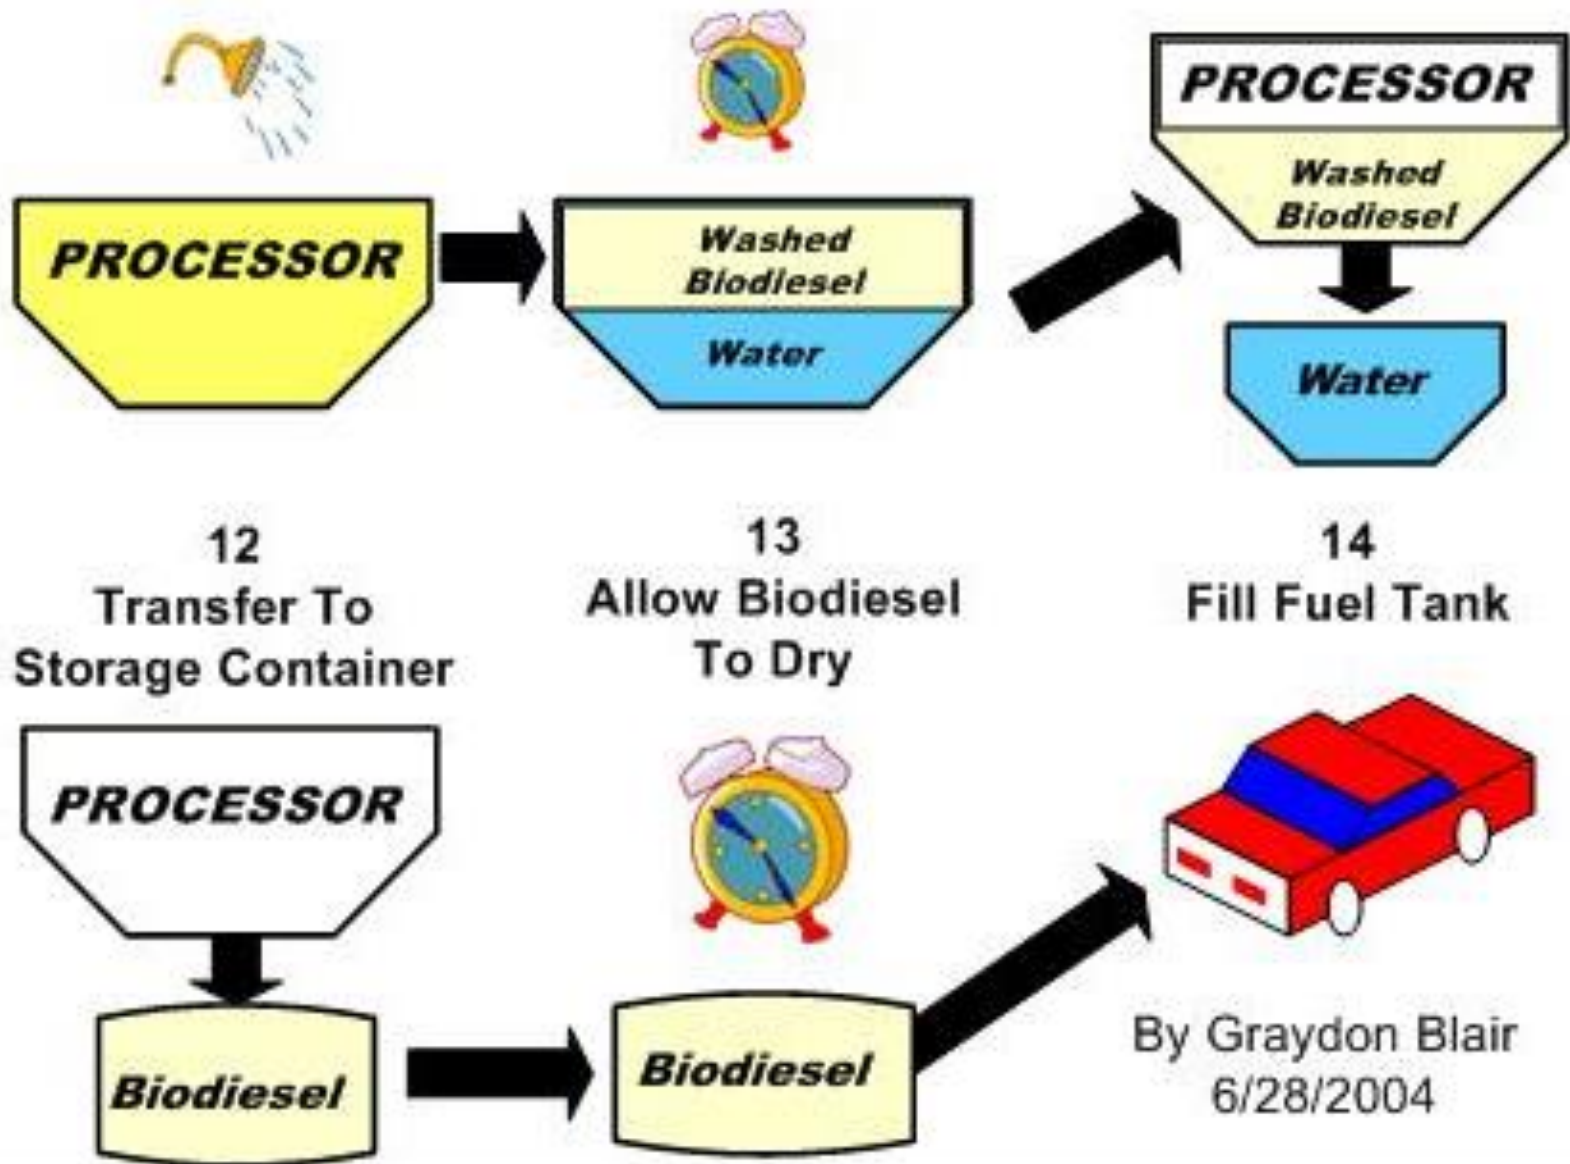 PROCESSOR
Washed
Biodiesel
Water
PROCESSOR
Washed
Biodiesel
Water
12
Transfer To
Storage Container
PROCESSOR
Biodiesel
13
Allow Biodiesel
To Dry
Biodiesel
14
Fill Fuel Tank
By Graydon Blair
6/28/2004